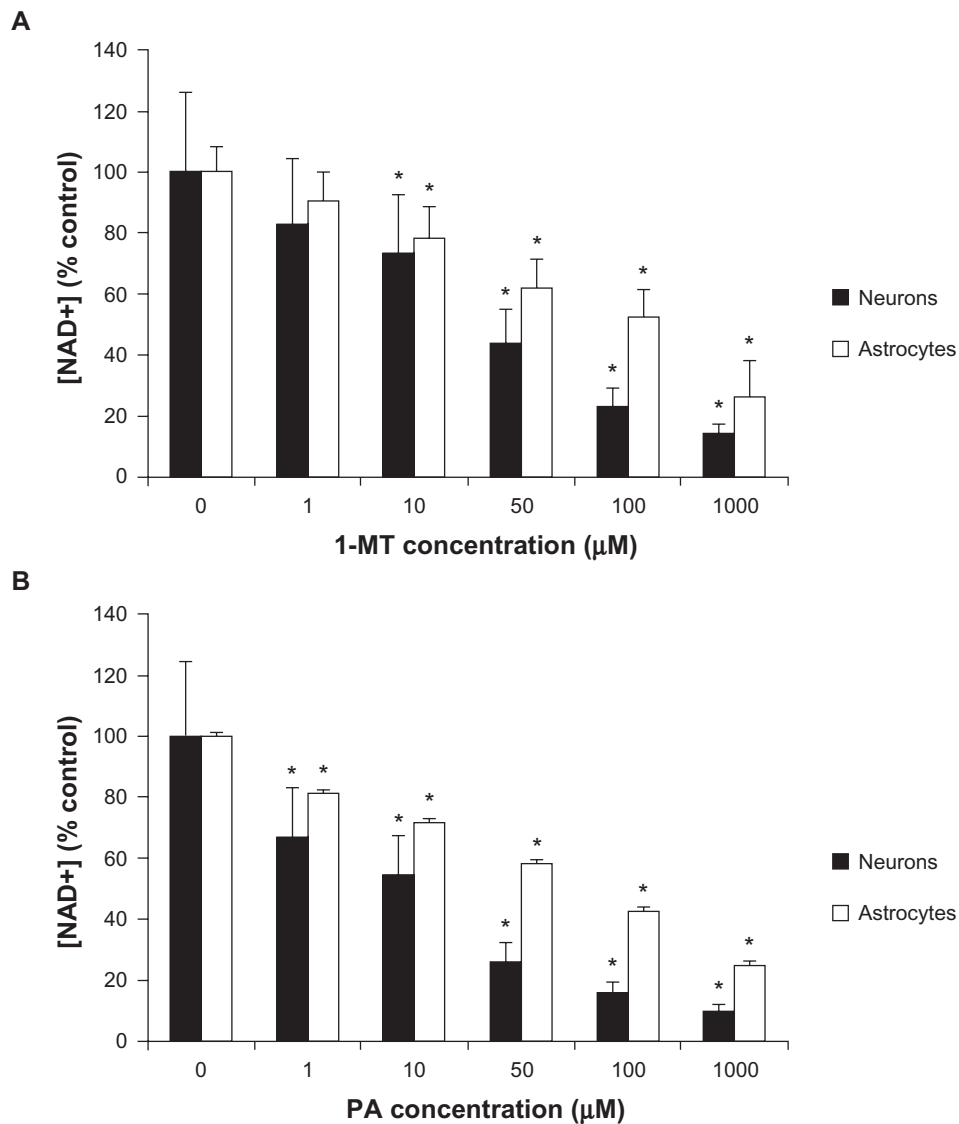 A
140
120
100
80
60
40
20
0
[NAD+] (% control)
* * * * * * * *
0 1 10 50 100 1000
1-MT concentration (μM)
Neurons
Astrocytes
B
140
120
100
80
60
40
20
0
[NAD+] (% control)
* * * * * * * * * *
0 1 10 50 100 1000
PA concentration (μM)
Neurons
Astrocytes